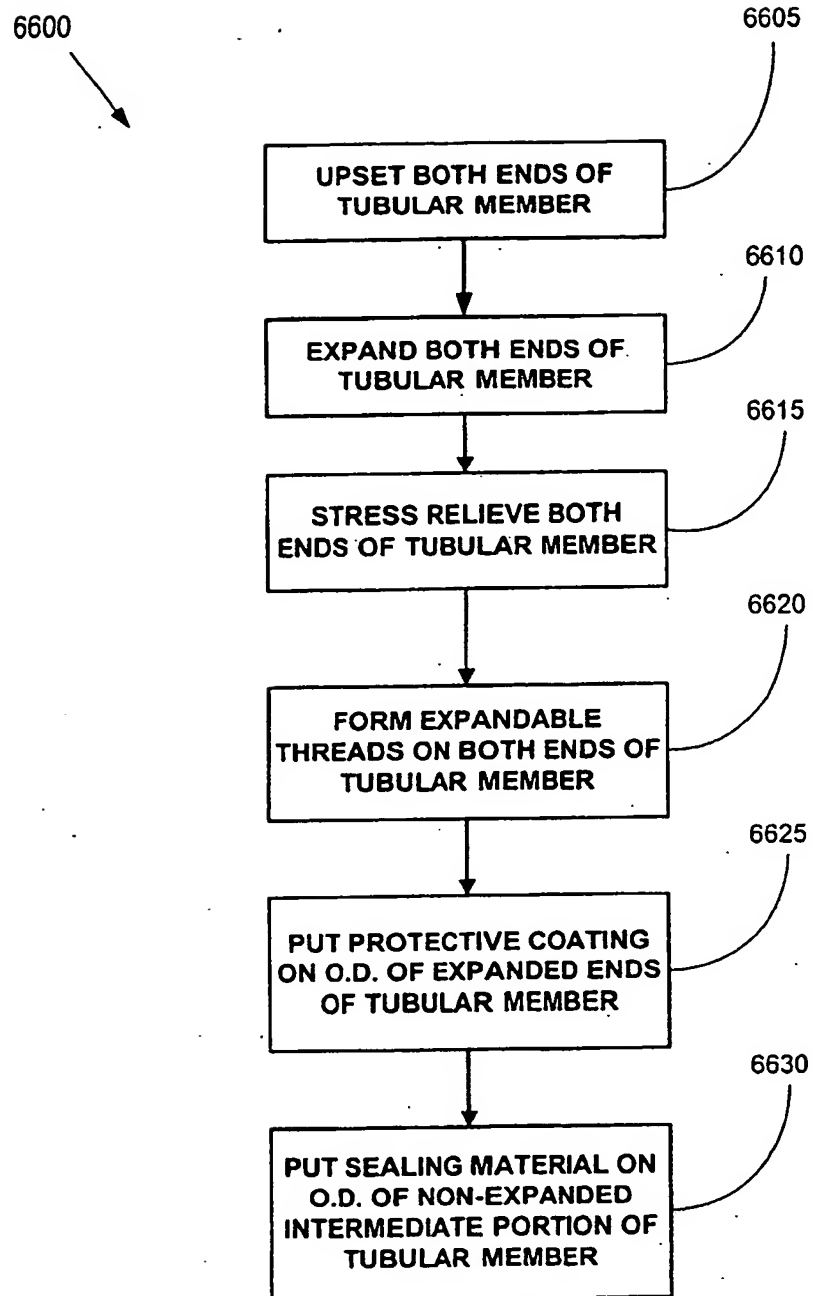 6600
6605
UPSET BOTH ENDS OF
TUBULAR MEMBER
6610
EXPAND BOTH ENDS OF
TUBULAR MEMBER
6615
STRESS RELIEVE BOTH
ENDS OF TUBULAR MEMBER
6620
FORM EXPANDABLE
THREADS ON BOTH ENDS OF
TUBULAR MEMBER
6625
PUT PROTECTIVE COATING
ON O.D. OF EXPANDED ENDS
OF TUBULAR MEMBER
6630
PUT SEALING MATERIAL ON
O.D. OF NON-EXPANDED
INTERMEDIATE PORTION OF
TUBULAR MEMBER